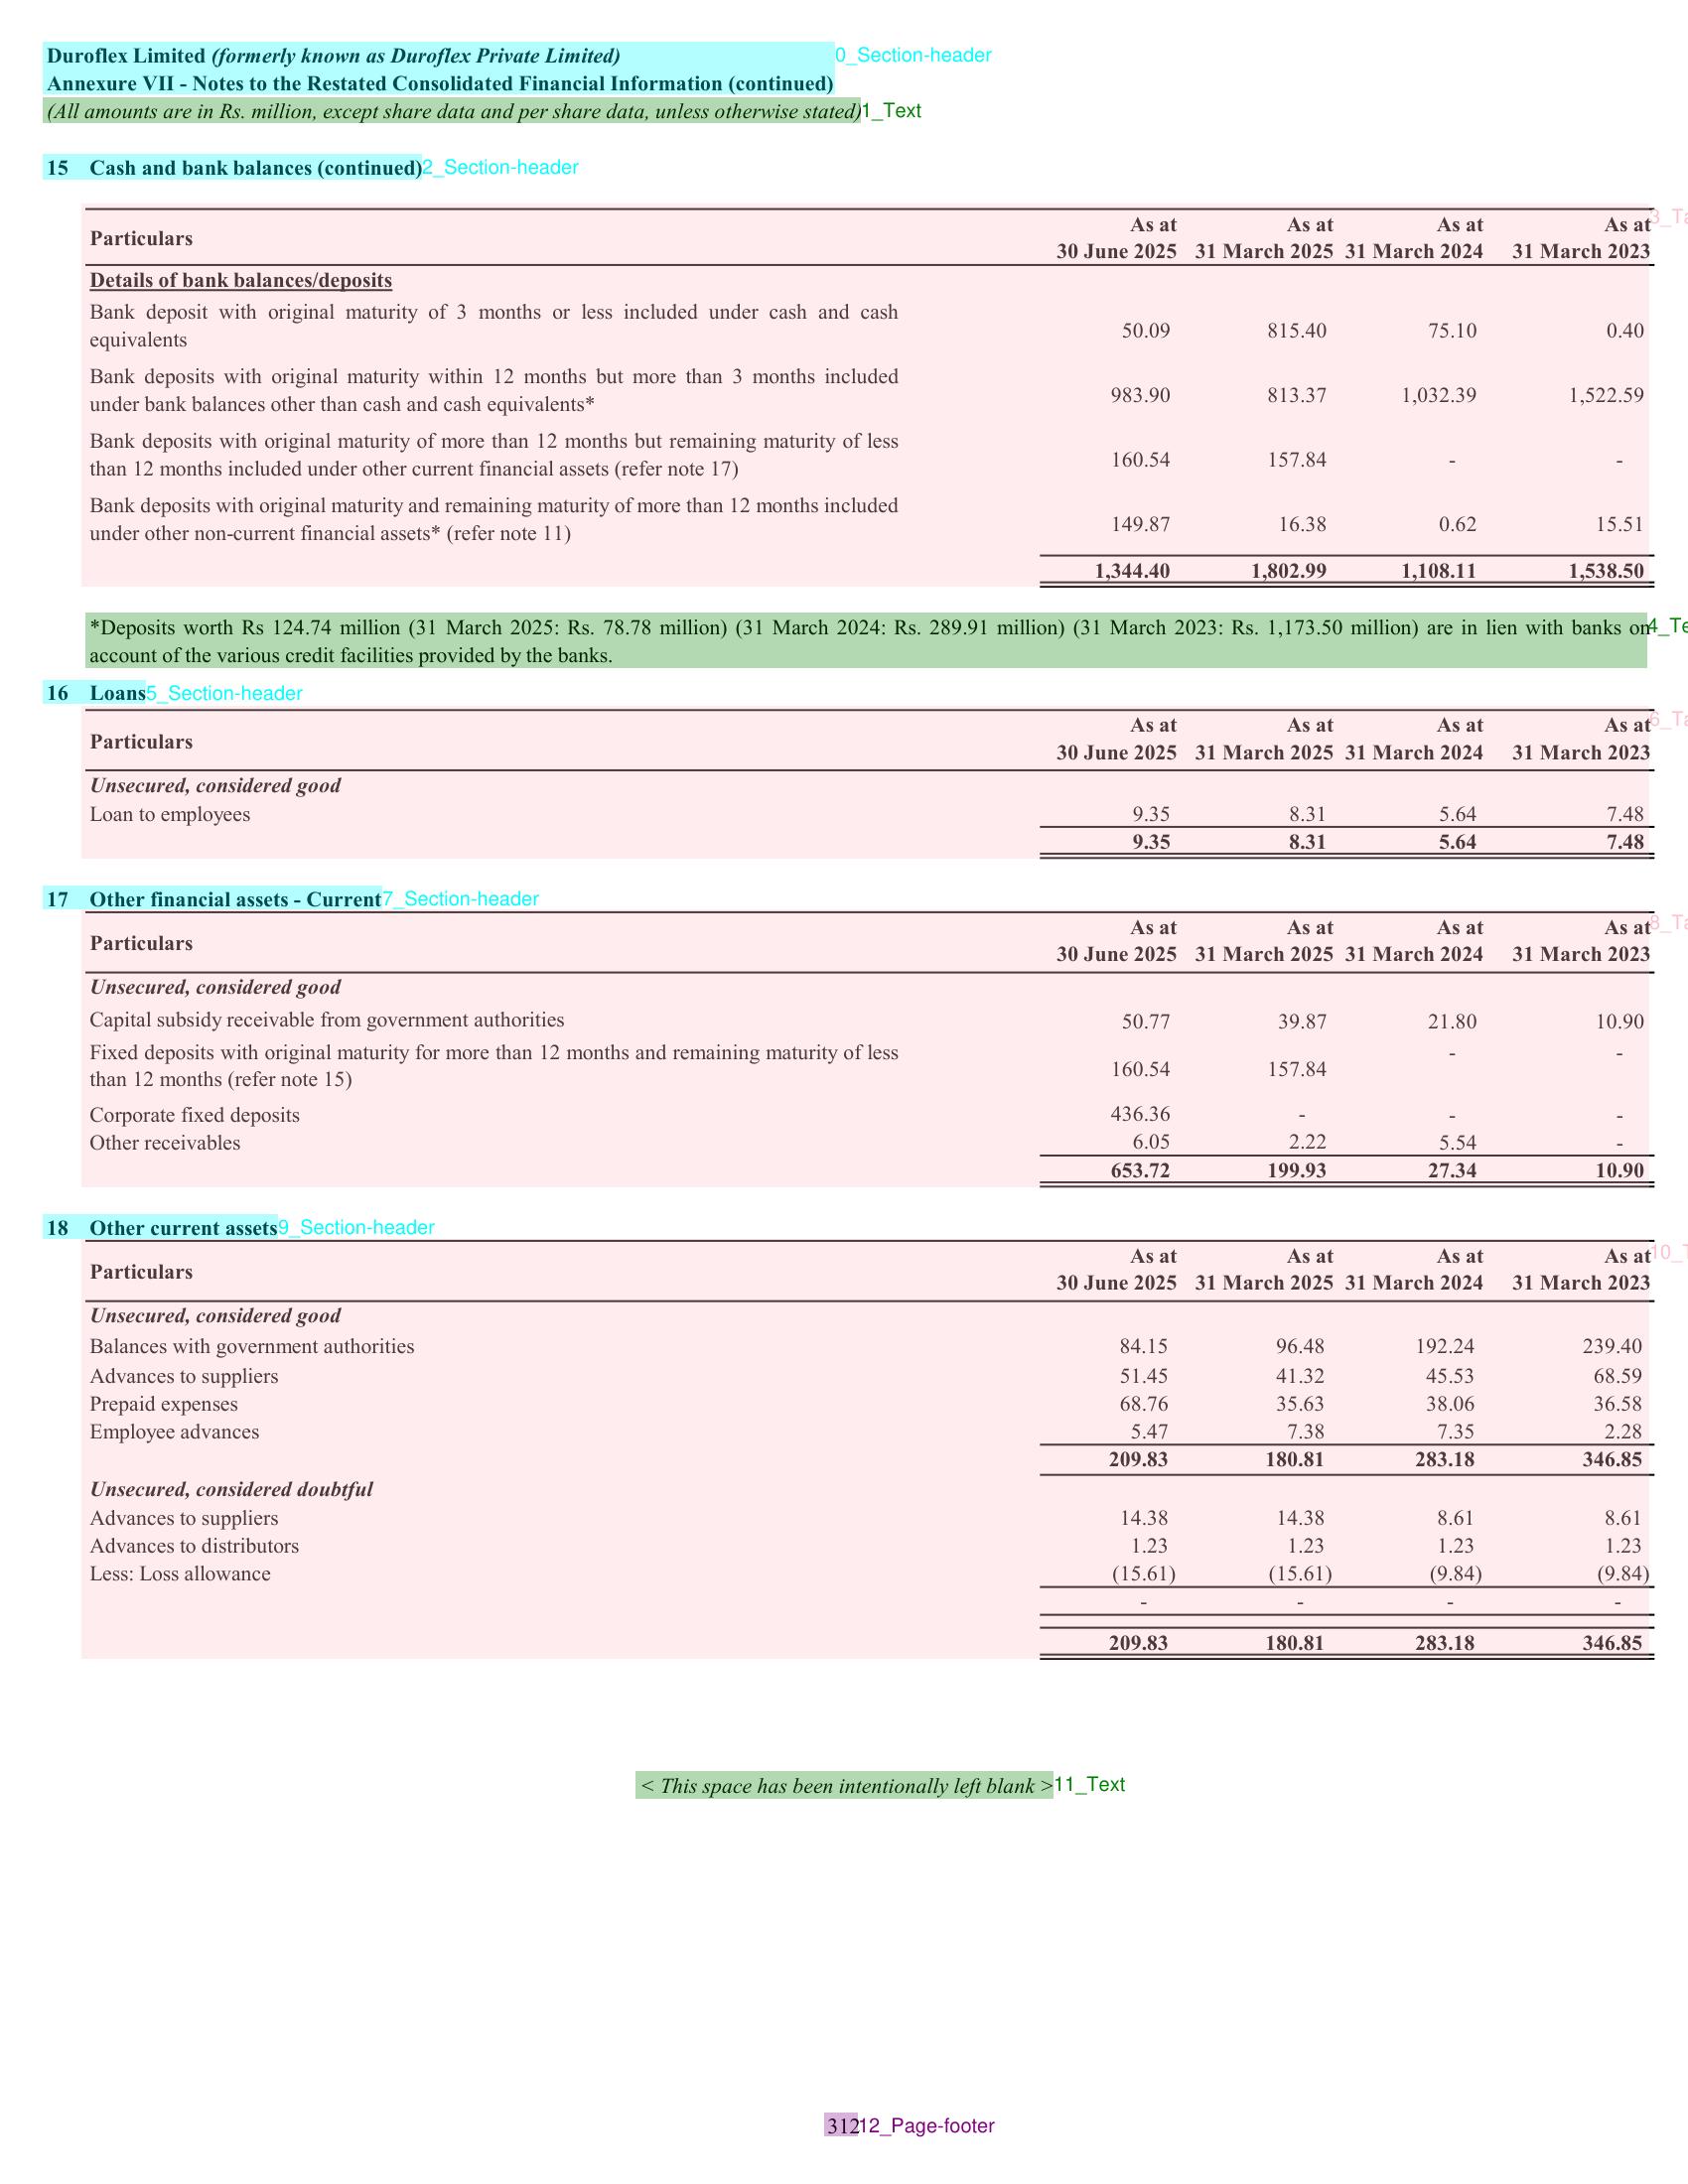 Duroflex Limited (formerly known as Duroflex Private Limited) 0_Section-header
Annexure VII - Notes to the Restated Consolidated Financial Information (continued)
(All amounts are in Rs. million, except share data and per share data, unless otherwise stated) 1_Text
15 Cash and bank balances (continued) 2_Section-header
Particulars As at 30 June 2025 As at 31 March 2025 As at 31 March 2024 As at 31 March 2023 3_Ta
Details of bank balances/deposits
Bank deposit with original maturity of 3 months or less included under cash and cash
equivalents 50.09 815.40 75.10 0.40
Bank deposits with original maturity within 12 months but more than 3 months included
under bank balances other than cash and cash equivalents* 983.90 813.37 1,032.39 1,522.59
Bank deposits with original maturity of more than 12 months but remaining maturity of less
than 12 months included under other current financial assets (refer note 17) 160.54 157.84 - -
Bank deposits with original maturity and remaining maturity of more than 12 months included
under other non-current financial assets* (refer note 11) 149.87 16.38 0.62 15.51
1,344.40 1,802.99 1,108.11 1,538.50
*Deposits worth Rs 124.74 million (31 March 2025: Rs. 78.78 million) (31 March 2024: Rs. 289.91 million) (31 March 2023: Rs. 1,173.50 million) are in lien with banks on 4_Te
account of the various credit facilities provided by the banks.
16 Loans 5_Section-header
Particulars As at 30 June 2025 As at 31 March 2025 As at 31 March 2024 As at 31 March 2023 6_Ta
Unsecured, considered good
Loan to employees 9.35 8.31 5.64 7.48
9.35 8.31 5.64 7.48
17 Other financial assets - Current 7_Section-header
Particulars As at 30 June 2025 As at 31 March 2025 As at 31 March 2024 As at 31 March 2023 8_Ta
Unsecured, considered good
Capital subsidy receivable from government authorities 50.77 39.87 21.80 10.90
Fixed deposits with original maturity for more than 12 months and remaining maturity of less
than 12 months (refer note 15) 160.54 157.84 - -
Corporate fixed deposits 436.36 - - -
Other receivables 6.05 2.22 5.54 -
653.72 199.93 27.34 10.90
18 Other current assets 9_Section-header
Particulars As at 30 June 2025 As at 31 March 2025 As at 31 March 2024 As at 31 March 2023 10_T
Unsecured, considered good
Balances with government authorities 84.15 96.48 192.24 239.40
Advances to suppliers 51.45 41.32 45.53 68.59
Prepaid expenses 68.76 35.63 38.06 36.58
Employee advances 5.47 7.38 7.35 2.28
209.83 180.81 283.18 346.85
Unsecured, considered doubtful
Advances to suppliers 14.38 14.38 8.61 8.61
Advances to distributors 1.23 1.23 1.23 1.23
Less: Loss allowance (15.61) (15.61) (9.84) (9.84)
- - - -
209.83 180.81 283.18 346.85
< This space has been intentionally left blank > 11_Text
312 12_Page-footer